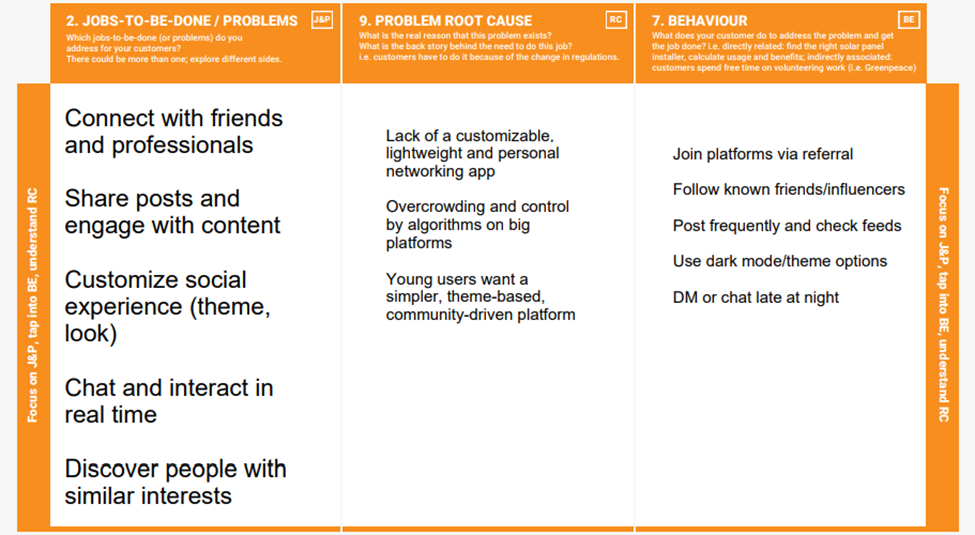 2. JOBS-TO-BE-DONE / PROBLEMS
J&P
Which jobs-to-be-done (or problems) do you
address for your customers?
There could be more than one; explore different sides.
9. PROBLEM ROOT CAUSE
RC
What is the real reason that this problem exists?
What is the back story behind the need to do this job?
i.e. customers have to do it because of the change in regulations.
7. BEHAVIOUR
BE
What does your customer do to address the problem and get
the job done? i.e. directly related: find the right solar panel
installer, calculate usage and benefits; indirectly associated:
customers spend free time on volunteering work (i.e. Greenpeace)
Focus on J&P, tap into BE, understand RC
Connect with friends
and professionals
Share posts and
engage with content
Customize social
experience (theme,
look)
Chat and interact in
real time
Discover people with
similar interests
Lack of a customizable,
lightweight and personal
networking app
Overcrowding and control
by algorithms on big
platforms
Young users want a
simpler, theme-based,
community-driven platform
Join platforms via referral
Follow known friends/influencers
Post frequently and check feeds
Use dark mode/theme options
DM or chat late at night
Focus on J&P, tap into BE, understand RC